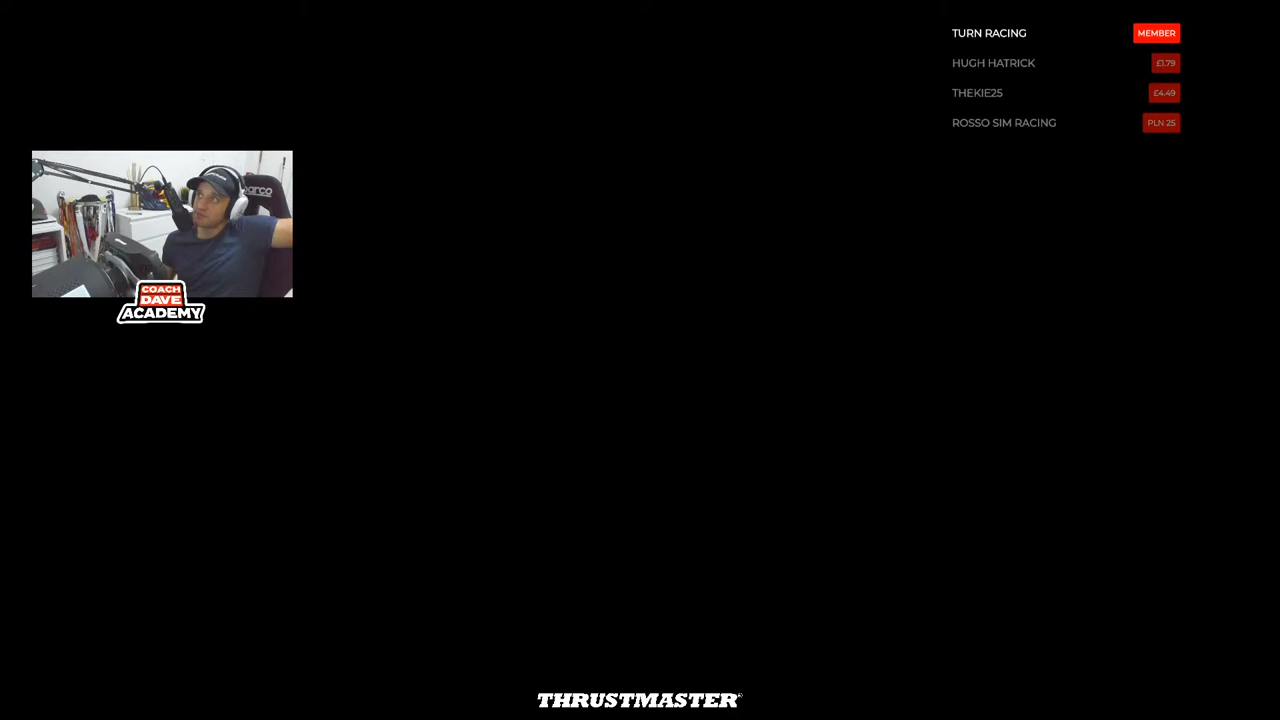 TURN RACING MEMBER
HUGH HATRICK £1.79
THEKIE25 £4.49
ROSSO SIM RACING PLN 25
COACH
DAVE
ACADEMY
THRUSTMASTER